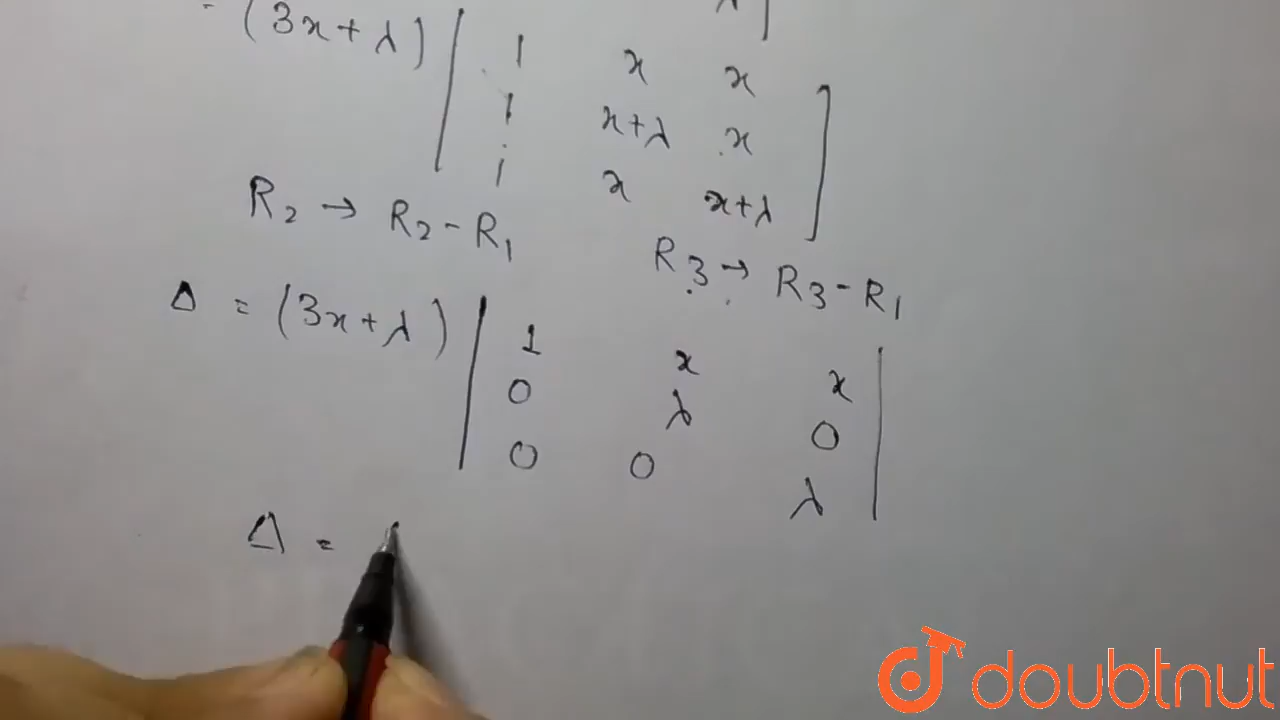 = (3x+λ) | 1 x x
1 x+λ x
1 x x+λ |
R₂ → R₂-R₁ R₃ → R₃-R₁
Δ = (3x+λ) | 1 x x
0 λ 0
0 0 λ |
Δ =
doubtnut